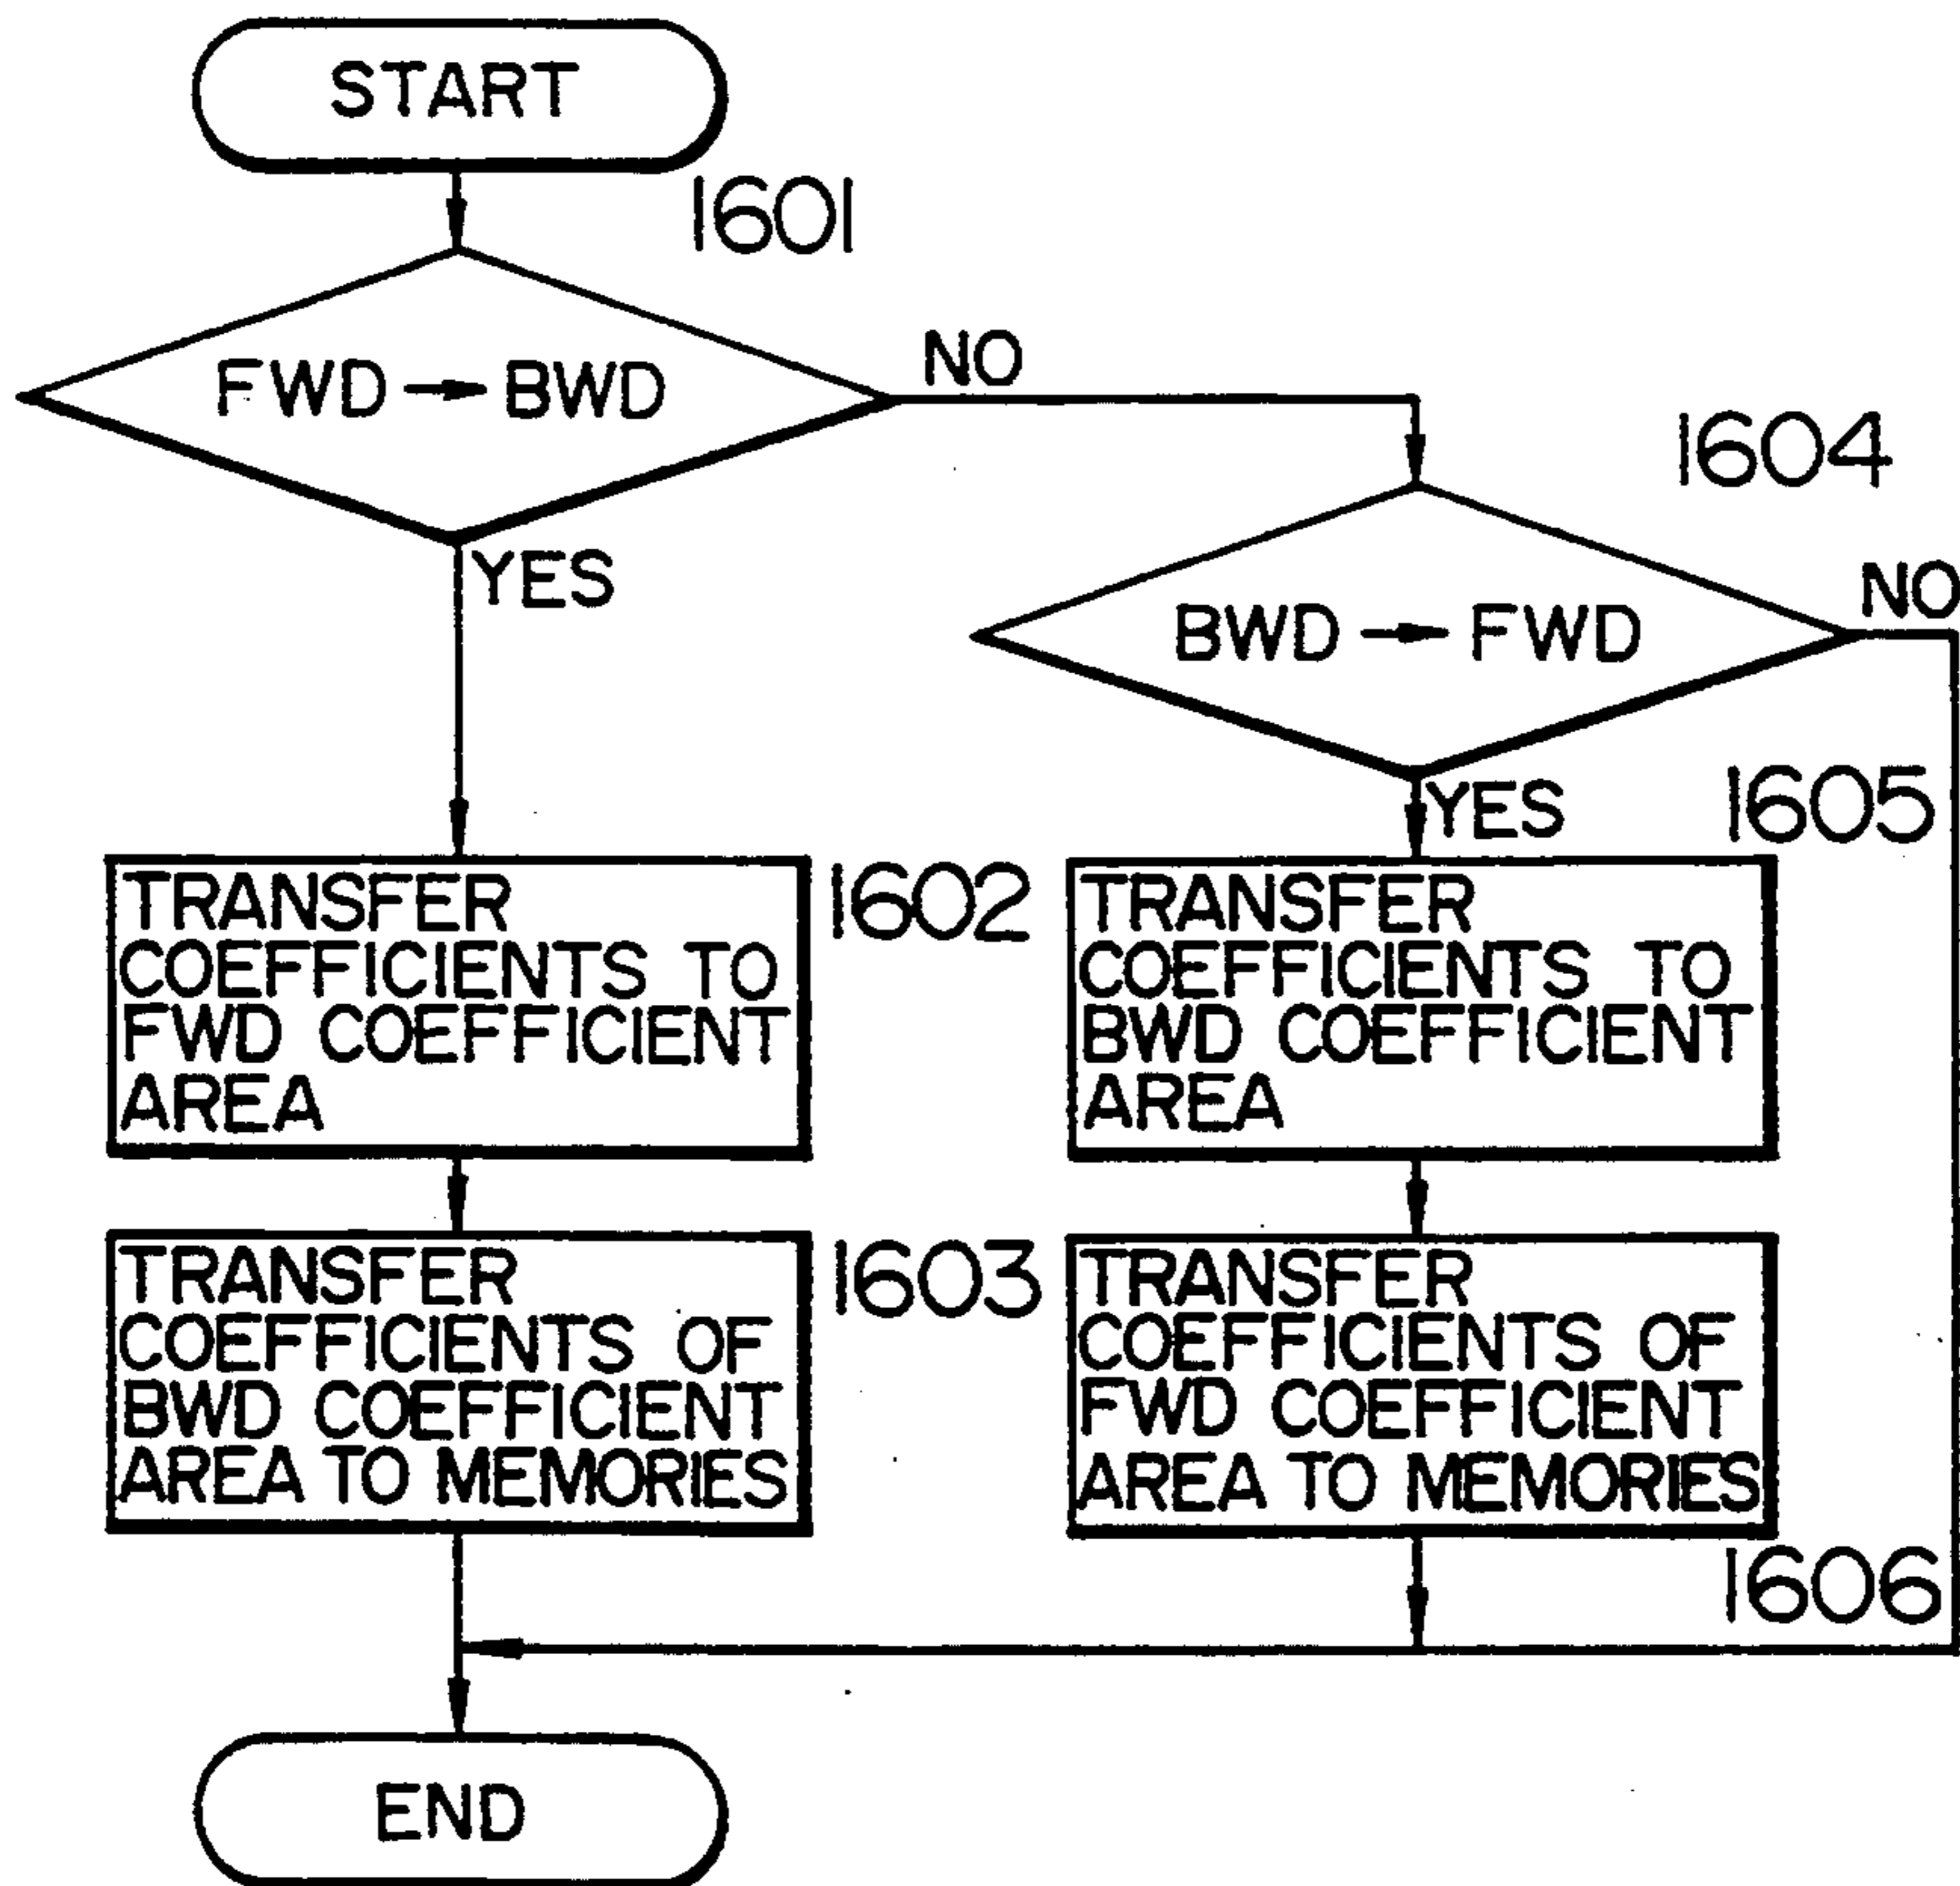 START
1601
FWD → BWD
NO
YES
1604
BWD → FWD
NO
YES
1605
TRANSFER
COEFFICIENTS TO
FWD COEFFICIENT
AREA
1602
TRANSFER
COEFFICIENTS TO
BWD COEFFICIENT
AREA
TRANSFER
COEFFICIENTS OF
BWD COEFFICIENT
AREA TO MEMORIES
1603
TRANSFER
COEFFICIENTS OF
FWD COEFFICIENT
AREA TO MEMORIES
1606
END